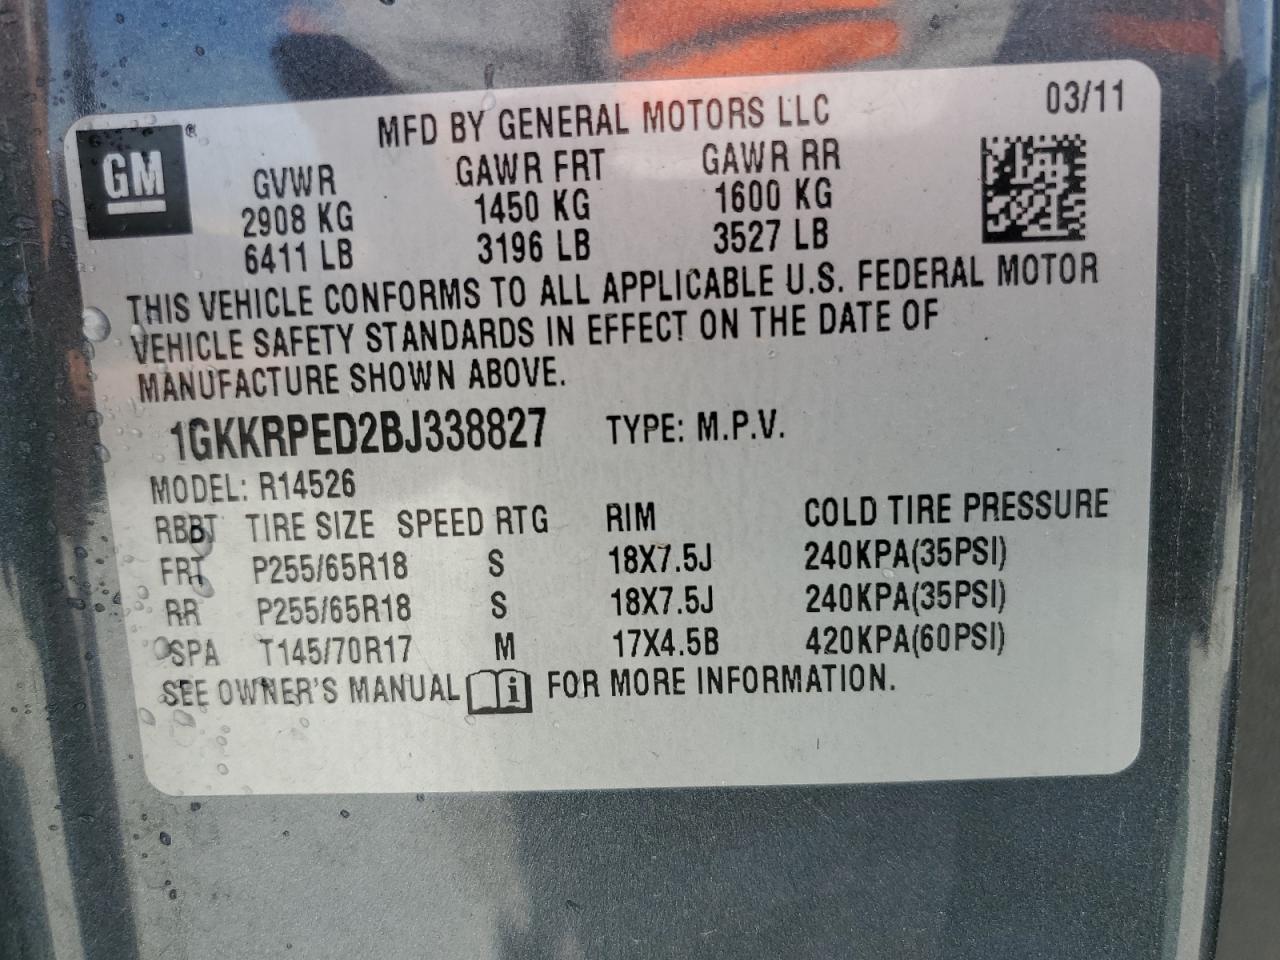 MFD BY GENERAL MOTORS LLC 03/11
GM ®
GVWR GAWR FRT GAWR RR
2908 KG 1450 KG 1600 KG
6411 LB 3196 LB 3527 LB
THIS VEHICLE CONFORMS TO ALL APPLICABLE U.S. FEDERAL MOTOR
VEHICLE SAFETY STANDARDS IN EFFECT ON THE DATE OF
MANUFACTURE SHOWN ABOVE.
1GKKRPED2BJ338827 TYPE: M.P.V.
MODEL: R14526
RBBT TIRE SIZE SPEED RTG RIM COLD TIRE PRESSURE
FRT P255/65R18 S 18X7.5J 240KPA(35PSI)
RR P255/65R18 S 18X7.5J 240KPA(35PSI)
SPA T145/70R17 M 17X4.5B 420KPA(60PSI)
SEE OWNER'S MANUAL i FOR MORE INFORMATION.